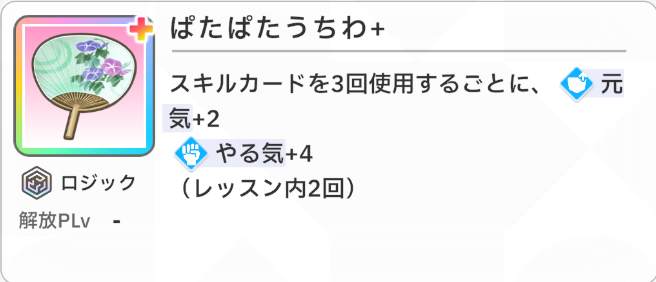 ぱたぱたうちわ+
スキルカードを3回使用するごとに、 元
気+2
やる気+4
(レッスン内2回)
ロジック
解放PLv -